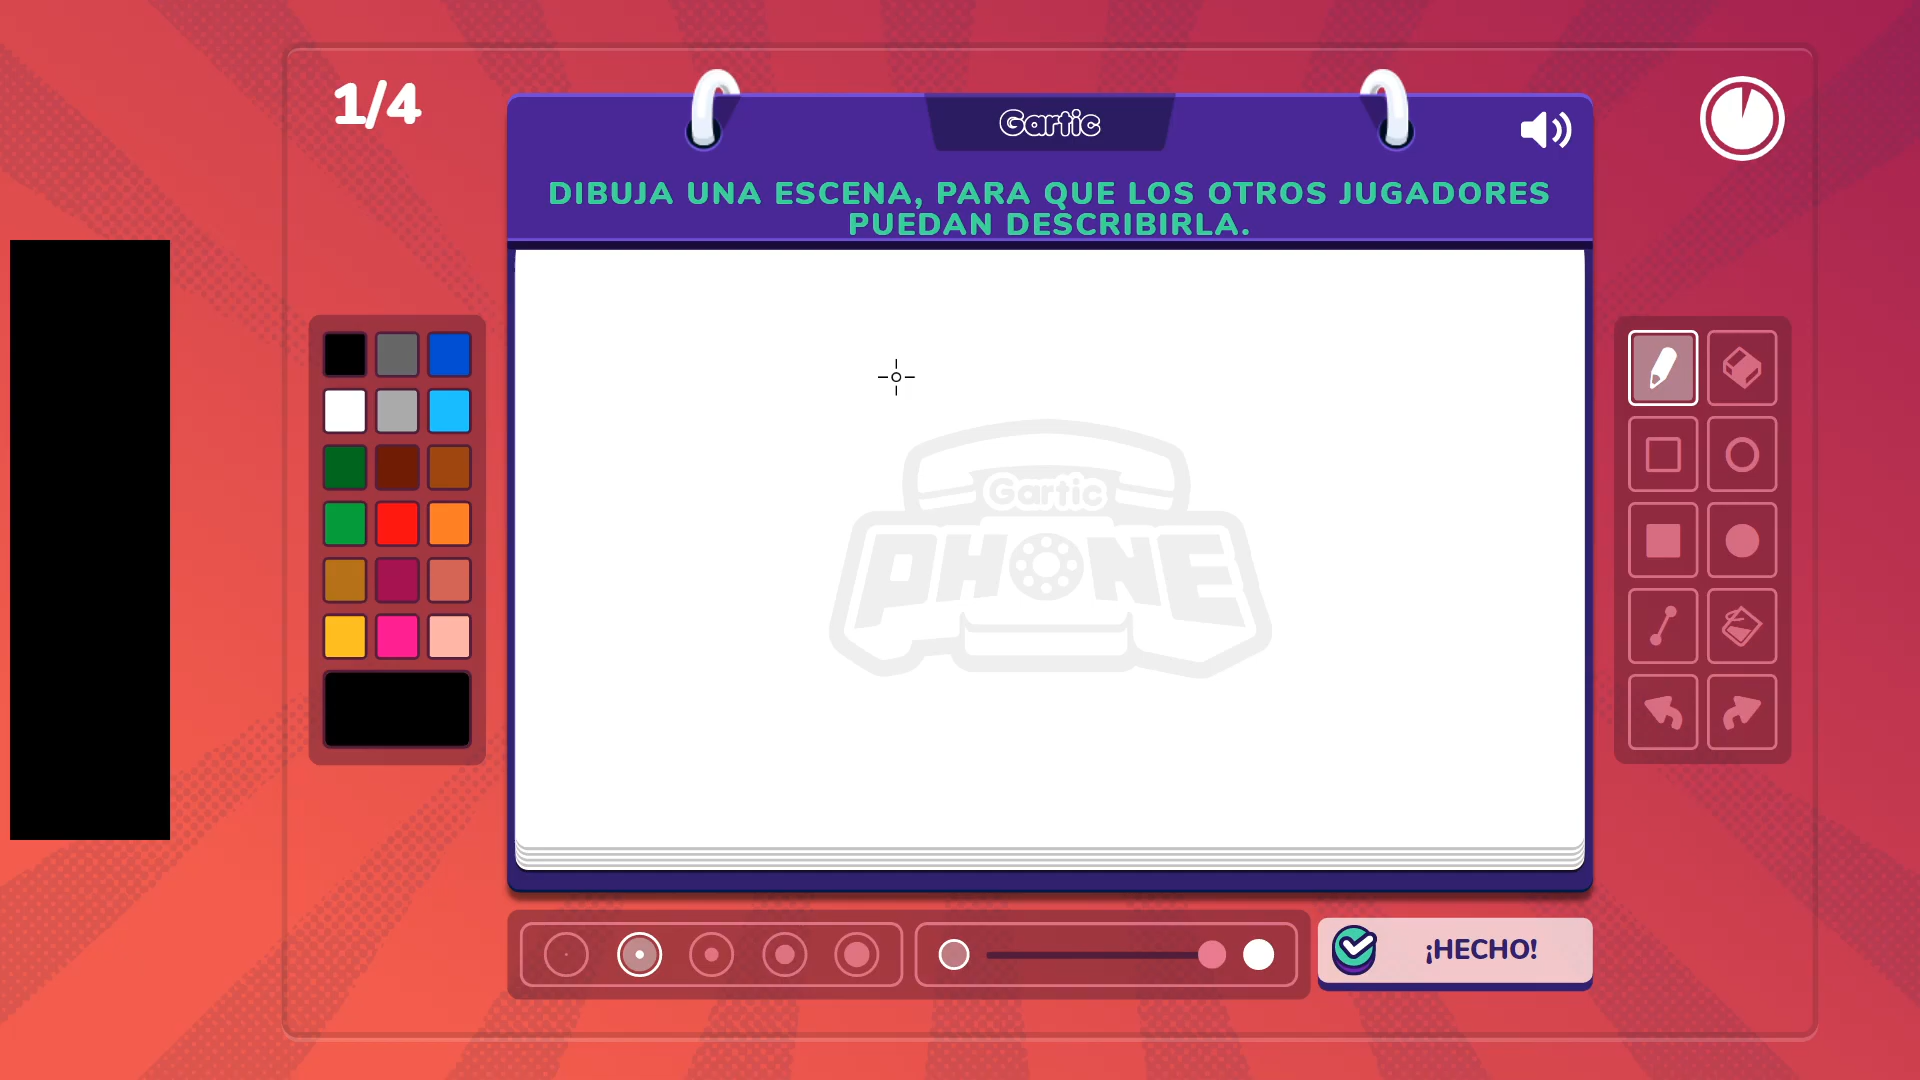 1/4
Gartic
DIBUJA UNA ESCENA, PARA QUE LOS OTROS JUGADORES
PUEDAN DESCRIBIRLA.
Gartic
PHONE
¡HECHO!